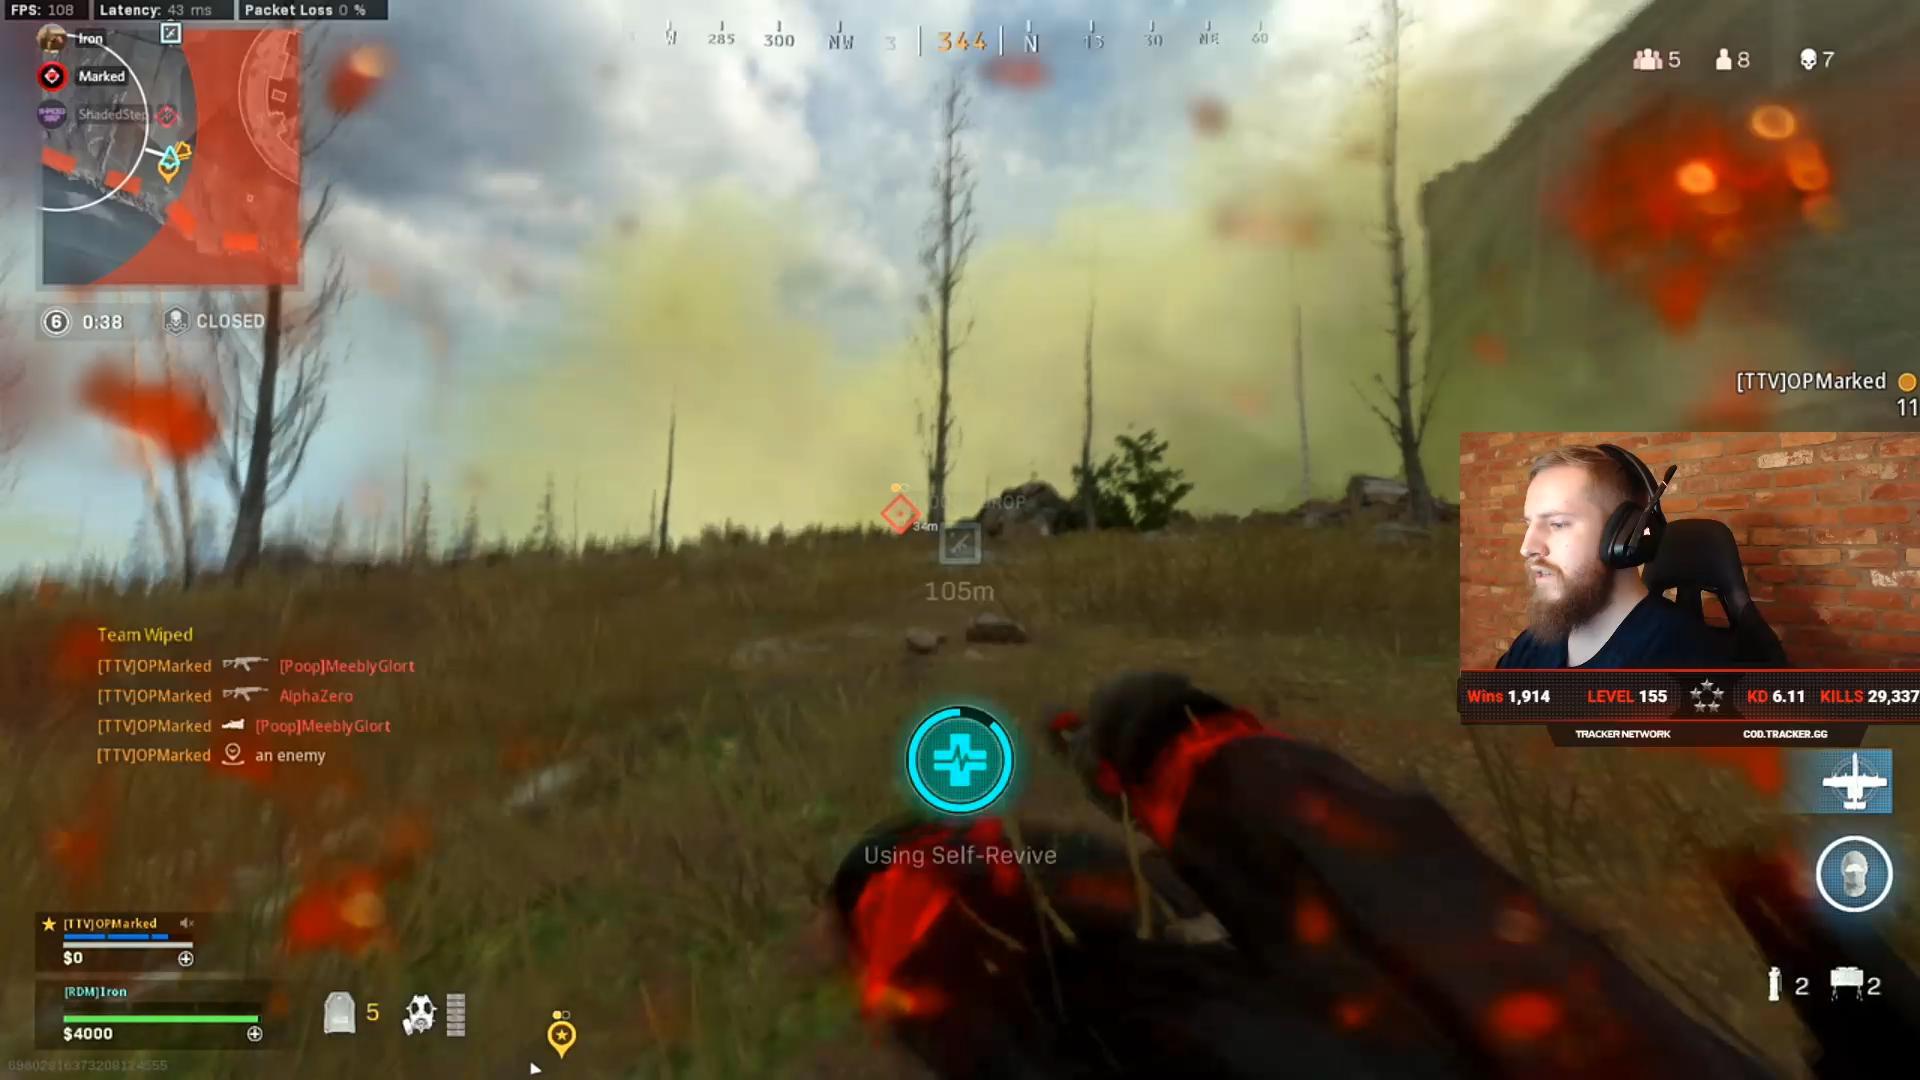 FPS: 108 Latency: 43 ms Packet Loss 0 %
Iron
Marked
ShadedStep
W 285 300 NW 3 344 N 15 30 NE 60
5 8 7
6 0:38 CLOSED
[TTV]OPMarked
11
34m
105m
Team Wiped
[TTV]OPMarked [Poop]MeeblyGlort
[TTV]OPMarked AlphaZero
[TTV]OPMarked [Poop]MeeblyGlort
[TTV]OPMarked an enemy
Using Self-Revive
Wins 1,914 LEVEL 155 KD 6.11 KILLS 29,337
TRACKER NETWORK COD.TRACKER.GG
[TTV]OPMarked
$0
[RDM]Iron
$4000
5
2 2